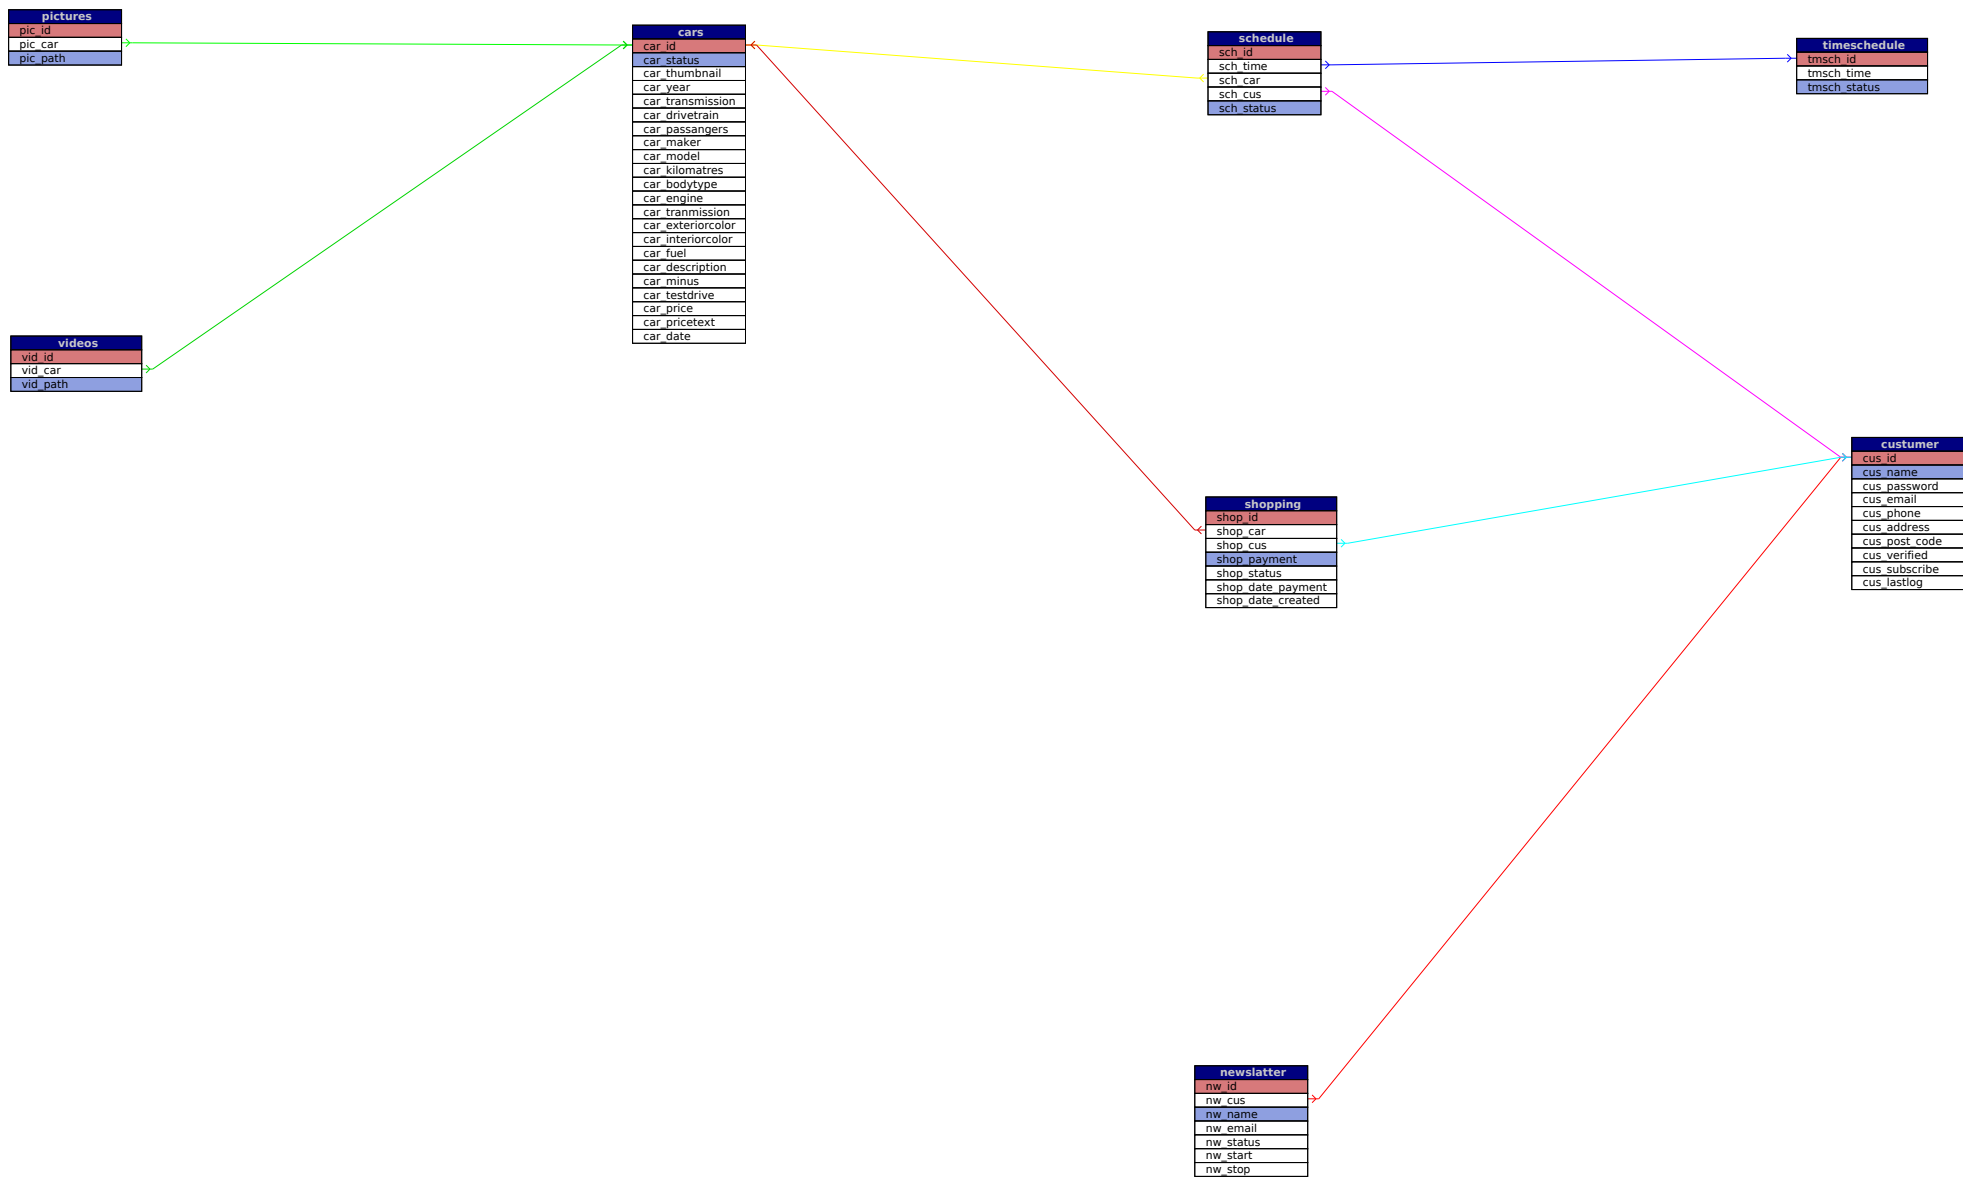 pictures
pic_id
pic_car
pic_path
cars
car_id
car_status
car_thumbnail
car_year
car_transmission
car_drivetrain
car_passangers
car_maker
car_model
car_kilomatres
car_bodytype
car_engine
car_tranmission
car_exteriorcolor
car_interiorcolor
car_fuel
car_description
car_minus
car_testdrive
car_price
car_pricetext
car_date
schedule
sch_id
sch_time
sch_car
sch_cus
sch_status
timeschedule
tmsch_id
tmsch_time
tmsch_status
videos
vid_id
vid_car
vid_path
custumer
cus_id
cus_name
cus_password
cus_email
cus_phone
cus_address
cus_post_code
cus_verified
cus_subscribe
cus_lastlog
shopping
shop_id
shop_car
shop_cus
shop_payment
shop_status
shop_date_payment
shop_date_created
newslatter
nw_id
nw_cus
nw_name
nw_email
nw_status
nw_start
nw_stop